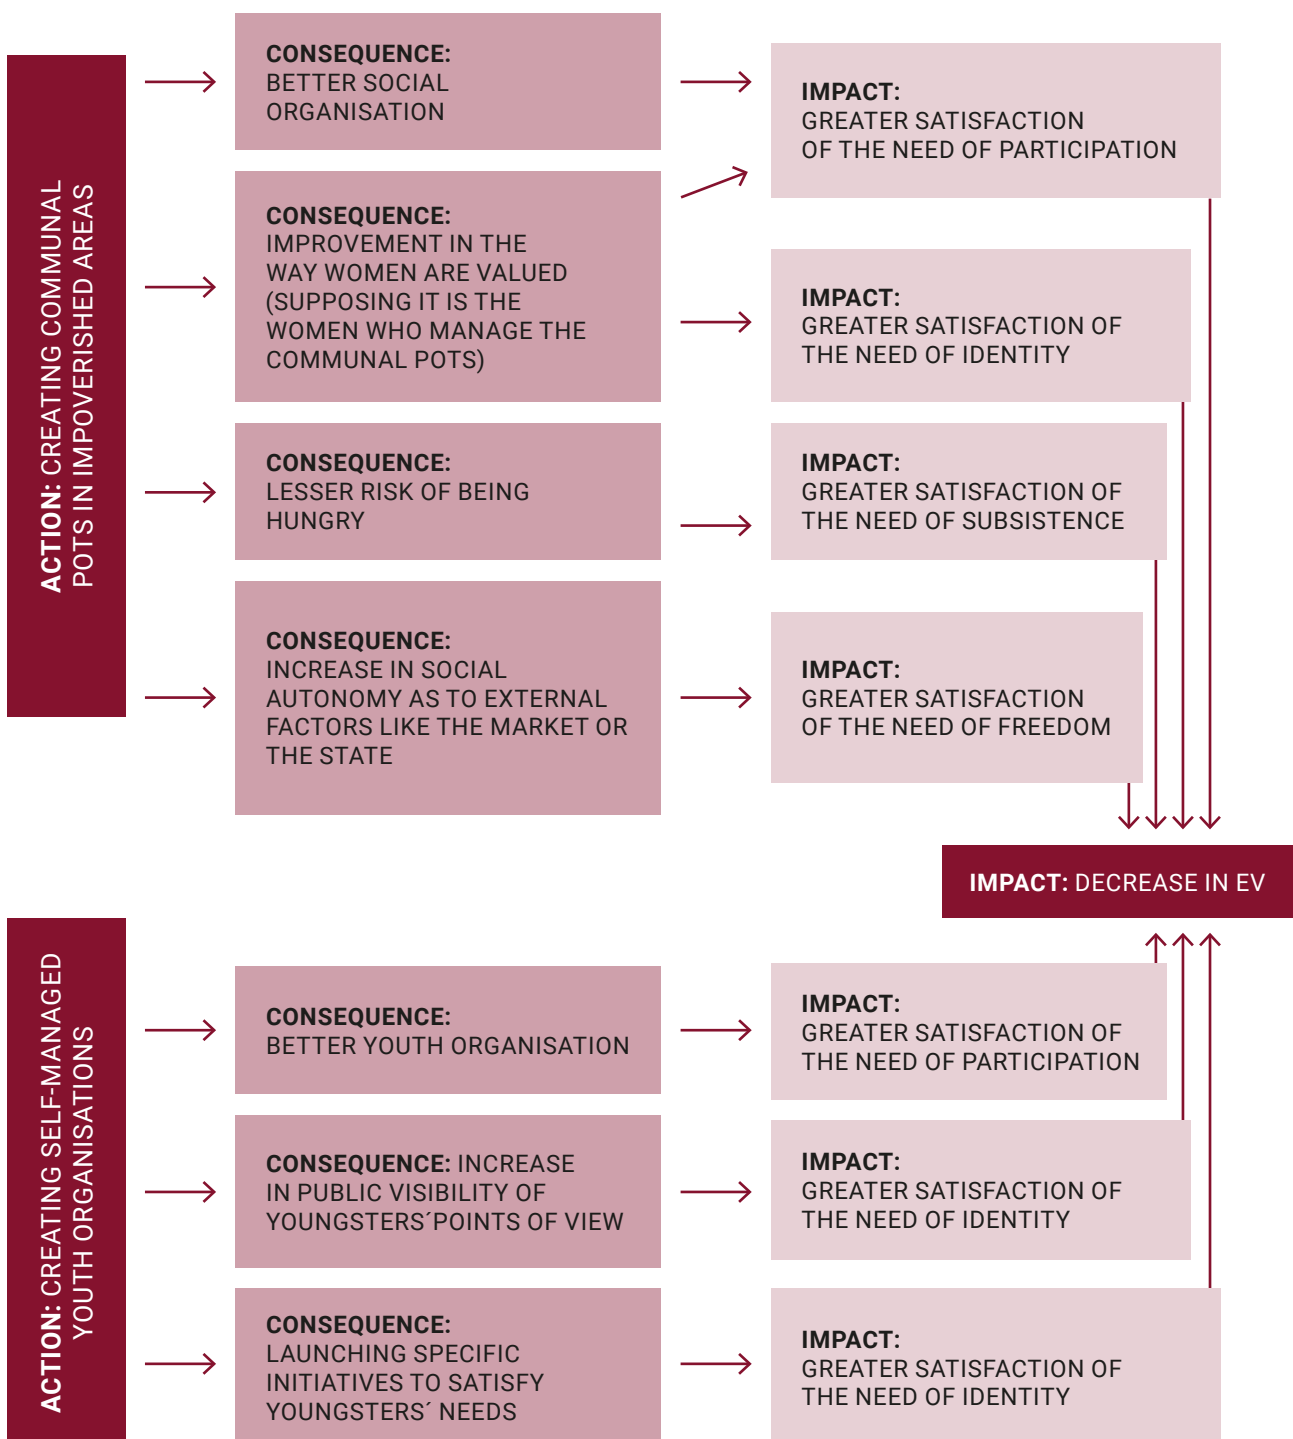 ACTION: CREATING COMMUNAL
POTS IN IMPOVERISHED AREAS
CONSEQUENCE:
BETTER SOCIAL
ORGANISATION
IMPACT:
GREATER SATISFACTION
OF THE NEED OF PARTICIPATION
CONSEQUENCE:
IMPROVEMENT IN THE
WAY WOMEN ARE VALUED
(SUPPOSING IT IS THE
WOMEN WHO MANAGE THE
COMMUNAL POTS)
IMPACT:
GREATER SATISFACTION OF
THE NEED OF IDENTITY
CONSEQUENCE:
LESSER RISK OF BEING
HUNGRY
IMPACT:
GREATER SATISFACTION OF
THE NEED OF SUBSISTENCE
CONSEQUENCE:
INCREASE IN SOCIAL
AUTONOMY AS TO EXTERNAL
FACTORS LIKE THE MARKET OR
THE STATE
IMPACT:
GREATER SATISFACTION
OF THE NEED OF FREEDOM
IMPACT: DECREASE IN EV
ACTION: CREATING SELF-MANAGED
YOUTH ORGANISATIONS
CONSEQUENCE:
BETTER YOUTH ORGANISATION
IMPACT:
GREATER SATISFACTION OF
THE NEED OF PARTICIPATION
CONSEQUENCE: INCREASE
IN PUBLIC VISIBILITY OF
YOUNGSTERS´POINTS OF VIEW
IMPACT:
GREATER SATISFACTION OF
THE NEED OF IDENTITY
CONSEQUENCE:
LAUNCHING SPECIFIC
INITIATIVES TO SATISFY
YOUNGSTERS´ NEEDS
IMPACT:
GREATER SATISFACTION OF
THE NEED OF IDENTITY